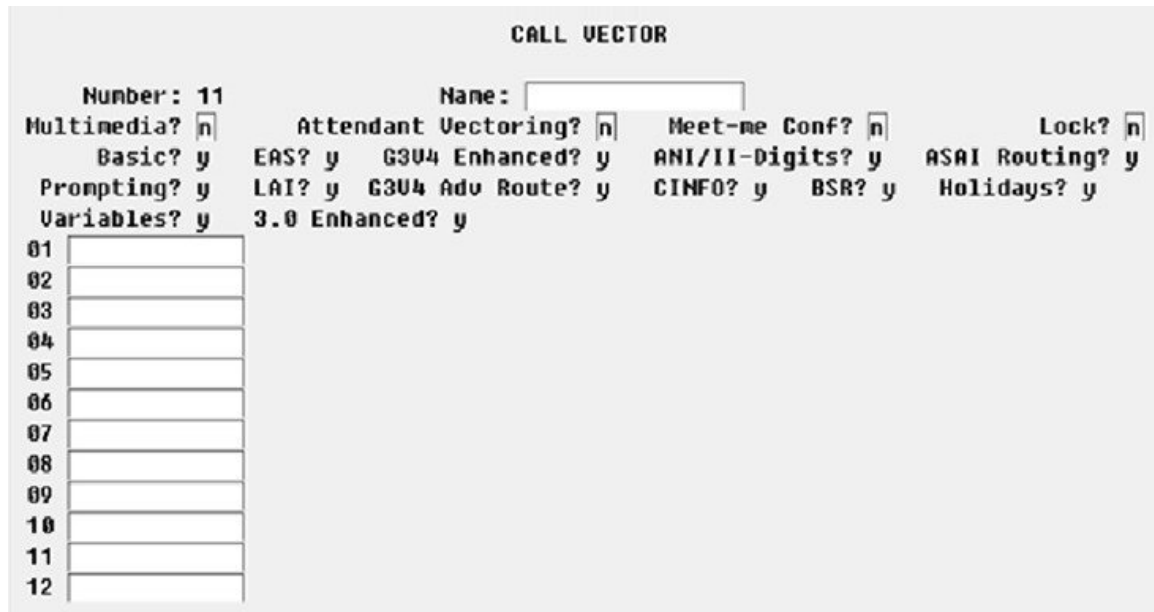 CALL VECTOR
Number: 11 Name:
Multimedia? n Attendant Vectoring? n Meet-me Conf? n Lock? n
Basic? y EAS? y G3V4 Enhanced? y ANI/II-Digits? y ASAI Routing? y
Prompting? y LAI? y G3V4 Adv Route? y CINFO? y BSR? y Holidays? y
Variables? y 3.0 Enhanced? y
01
02
03
04
05
06
07
08
09
10
11
12